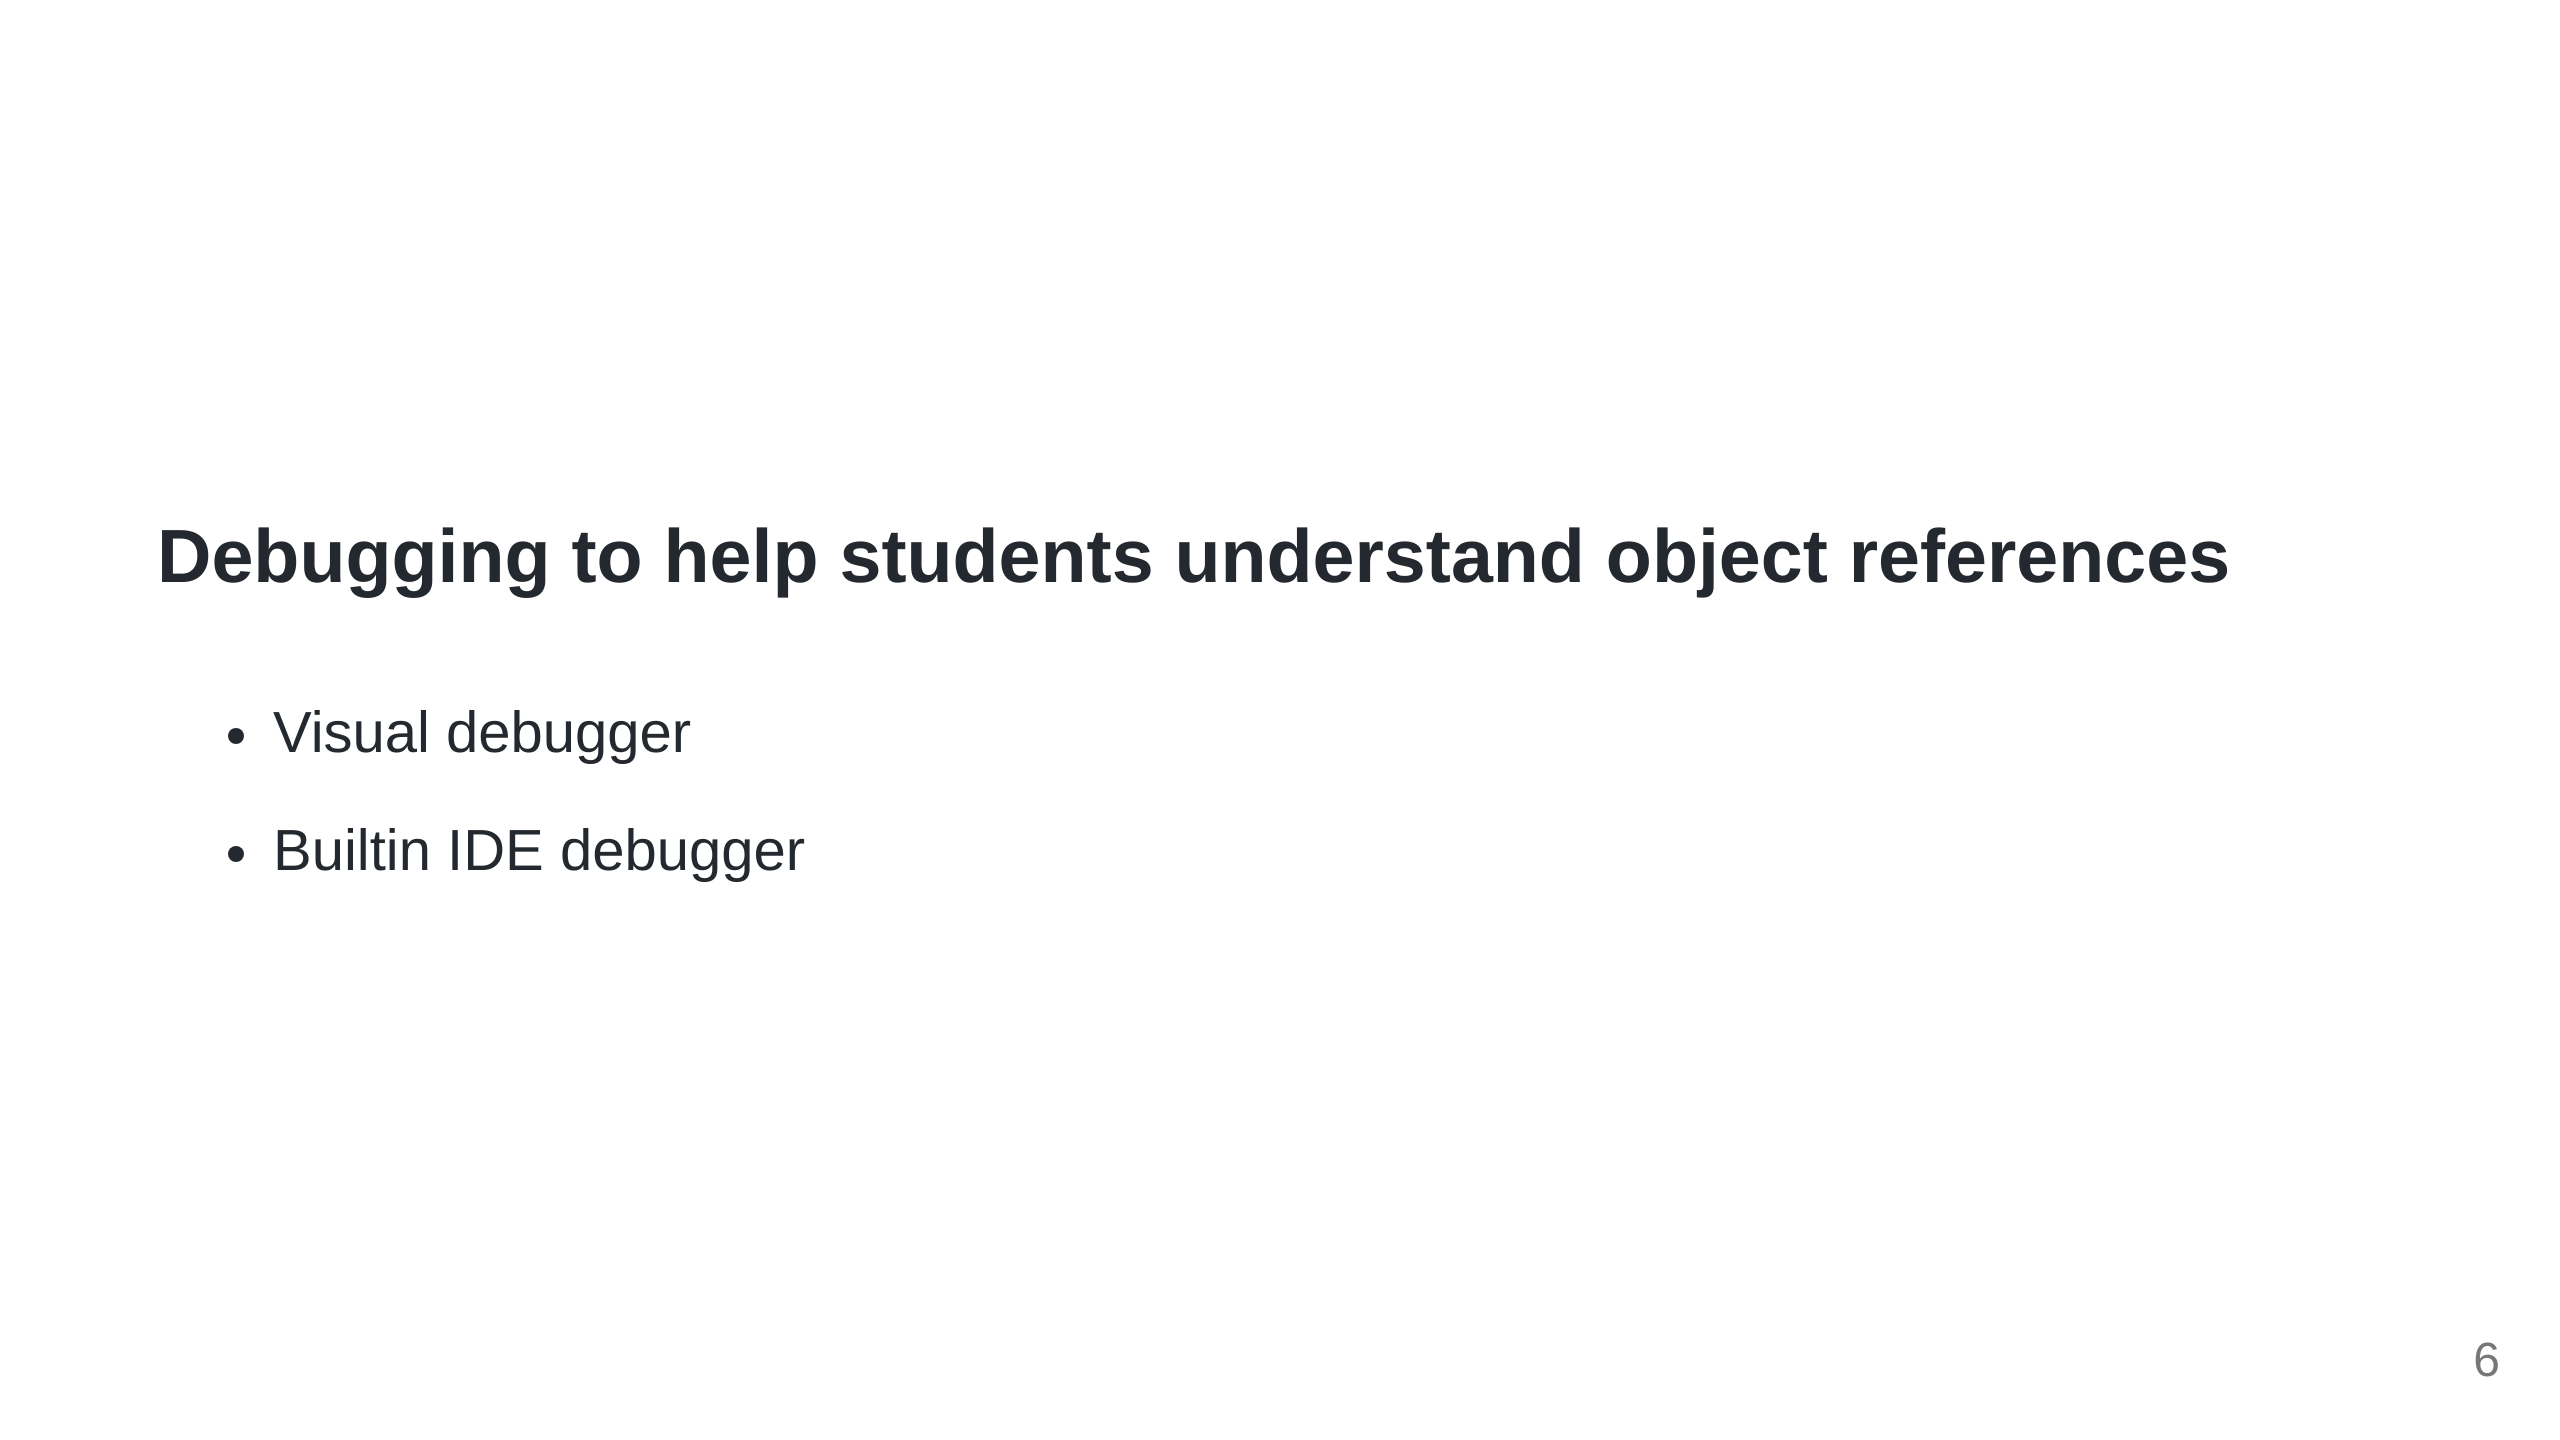 Debugging to help students understand object references
• Visual debugger
• Builtin IDE debugger
6